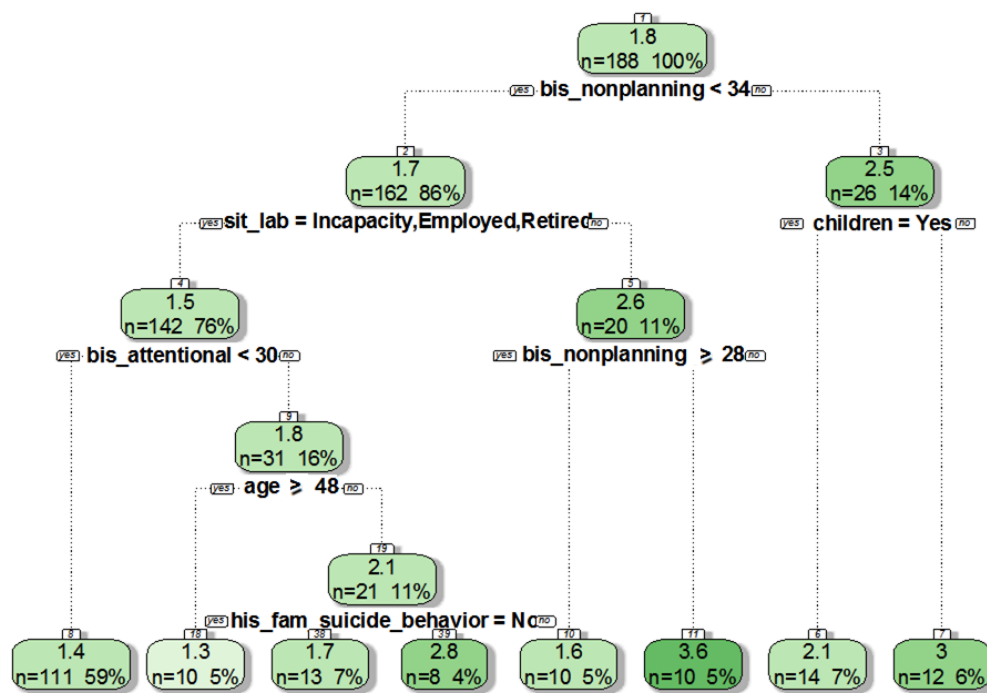 1
1.8
n=188 100%
yes bis_nonplanning < 34 no
2
1.7
n=162 86%
3
2.5
n=26 14%
yes sit_lab = Incapacity,Employed,Retired no
yes children = Yes no
4
1.5
n=142 76%
5
2.6
n=20 11%
yes bis_attentional < 30 no
yes bis_nonplanning ≥ 28 no
9
1.8
n=31 16%
yes age ≥ 48 no
19
2.1
n=21 11%
yes his_fam_suicide_behavior = No no
8
1.4
n=111 59%
18
1.3
n=10 5%
38
1.7
n=13 7%
39
2.8
n=8 4%
10
1.6
n=10 5%
11
3.6
n=10 5%
6
2.1
n=14 7%
7
3
n=12 6%